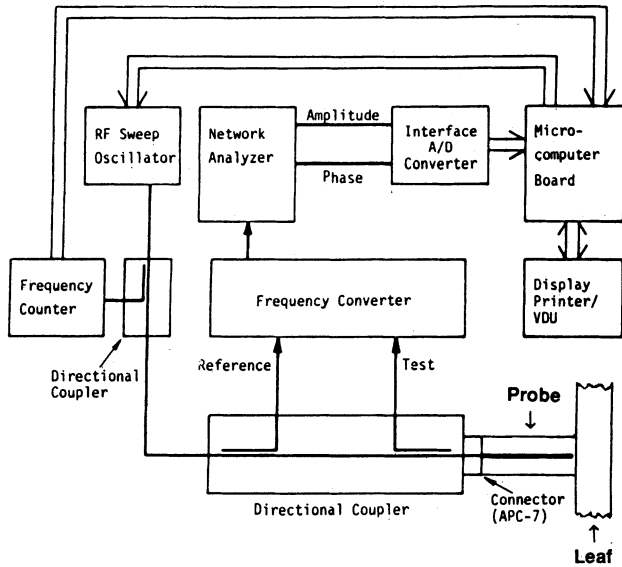 RF Sweep
Oscillator
Network
Analyzer
Amplitude
Phase
Interface
A/D
Converter
Micro-
computer
Board
Frequency
Counter
Frequency Converter
Display
Printer/
VDU
Directional
Coupler
Reference
Test
Probe
Directional Coupler
Connector
(APC-7)
Leaf